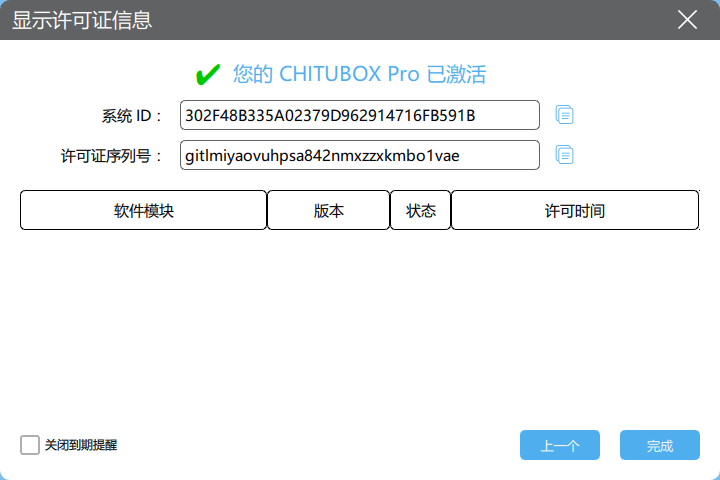 显示许可证信息
您的 CHITUBOX Pro 已激活
系统 ID： 302F48B335A02379D962914716FB591B
许可证序列号： gitlmiyaovuhpsa842nmxzzxkmbo1vae
软件模块 版本 状态 许可时间
关闭到期提醒 上一个 完成